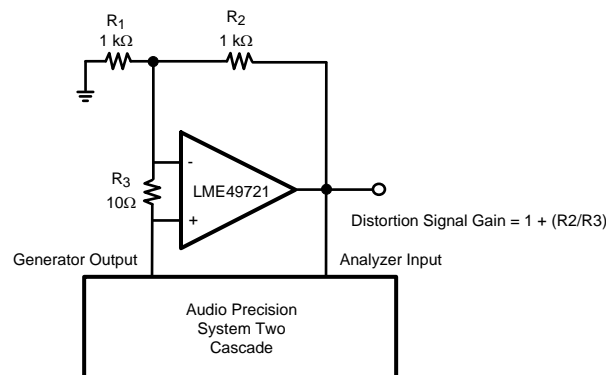 R1
1 kΩ
R2
1 kΩ
R3
10Ω
-
+
LME49721
Distortion Signal Gain = 1 + (R2/R3)
Generator Output
Analyzer Input
Audio Precision
System Two
Cascade